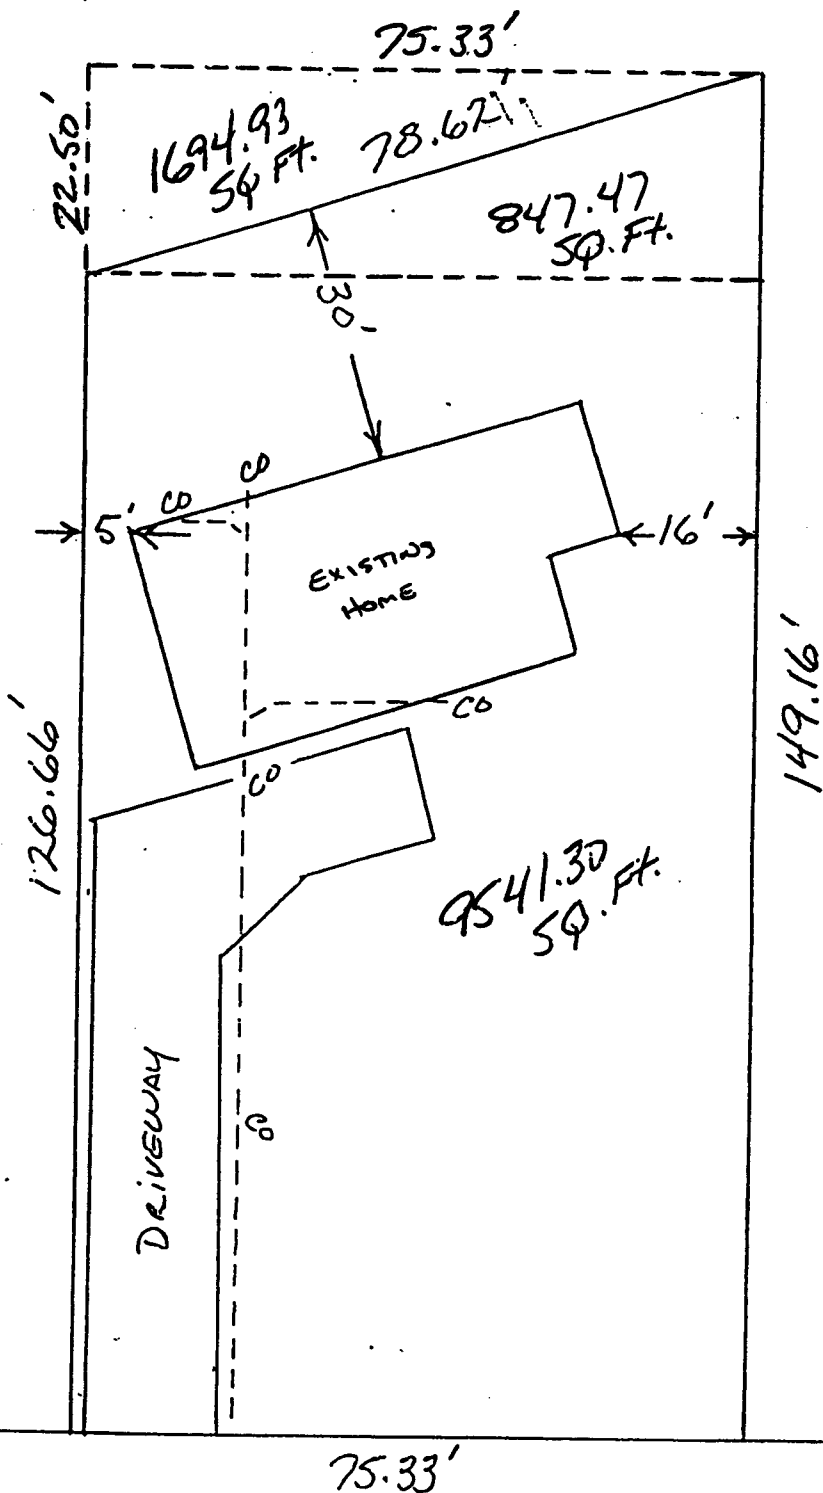 75.33'
22.50'
1694.93
SQ Ft.
78.62'
847.47
SQ. Ft.
30'
CO
CO
5'
16'
EXISTING
HOME
CO
CO
126.66'
149.16'
9541.30
SQ. Ft.
DRIVEWAY
CO
75.33'